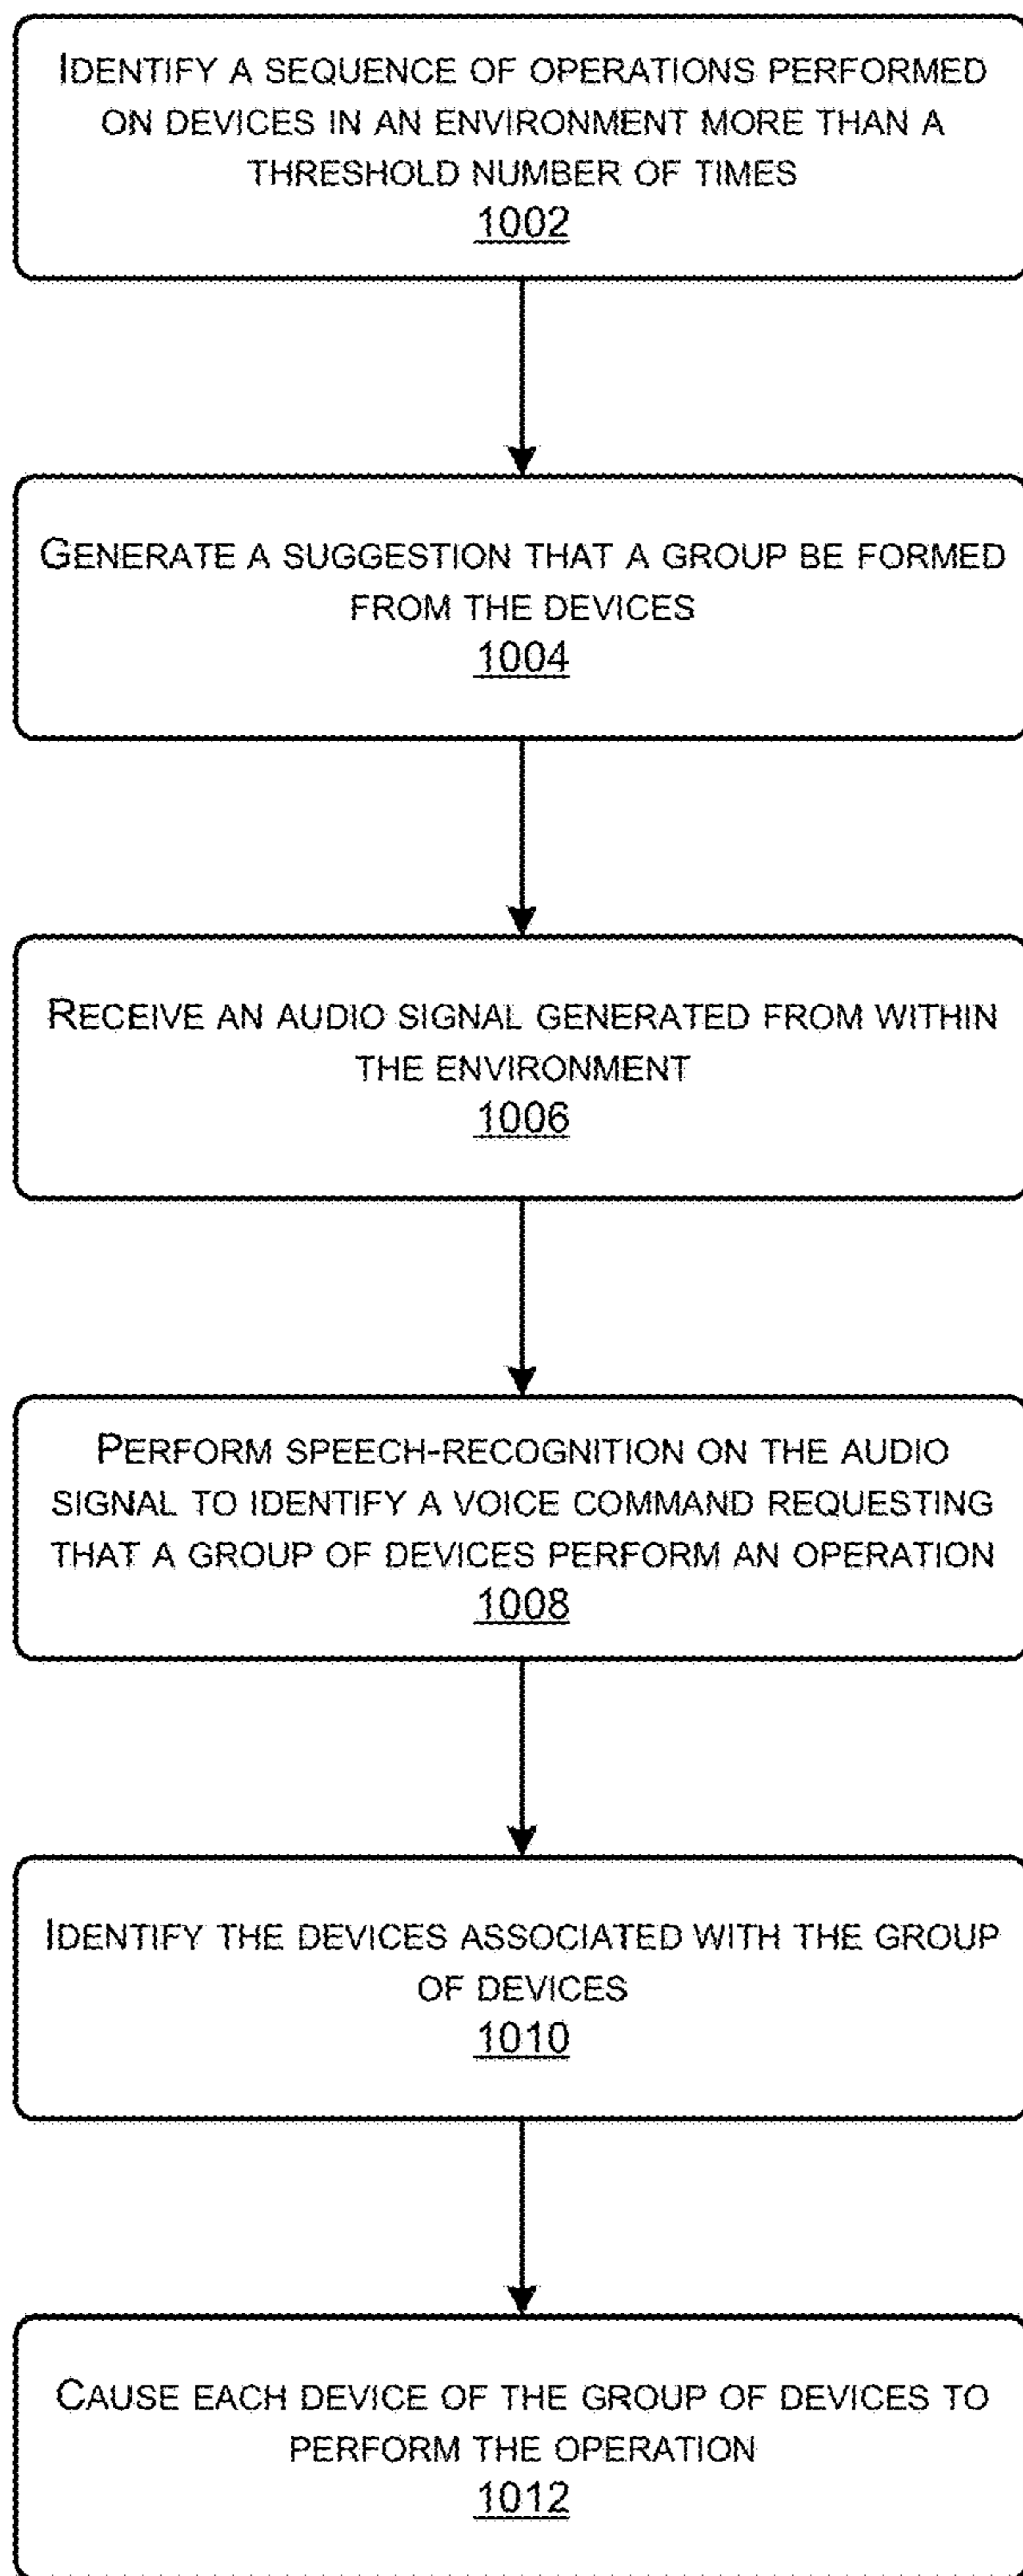 IDENTIFY A SEQUENCE OF OPERATIONS PERFORMED
ON DEVICES IN AN ENVIRONMENT MORE THAN A
THRESHOLD NUMBER OF TIMES
1002
GENERATE A SUGGESTION THAT A GROUP BE FORMED
FROM THE DEVICES
1004
RECEIVE AN AUDIO SIGNAL GENERATED FROM WITHIN
THE ENVIRONMENT
1006
PERFORM SPEECH-RECOGNITION ON THE AUDIO
SIGNAL TO IDENTIFY A VOICE COMMAND REQUESTING
THAT A GROUP OF DEVICES PERFORM AN OPERATION
1008
IDENTIFY THE DEVICES ASSOCIATED WITH THE GROUP
OF DEVICES
1010
CAUSE EACH DEVICE OF THE GROUP OF DEVICES TO
PERFORM THE OPERATION
1012